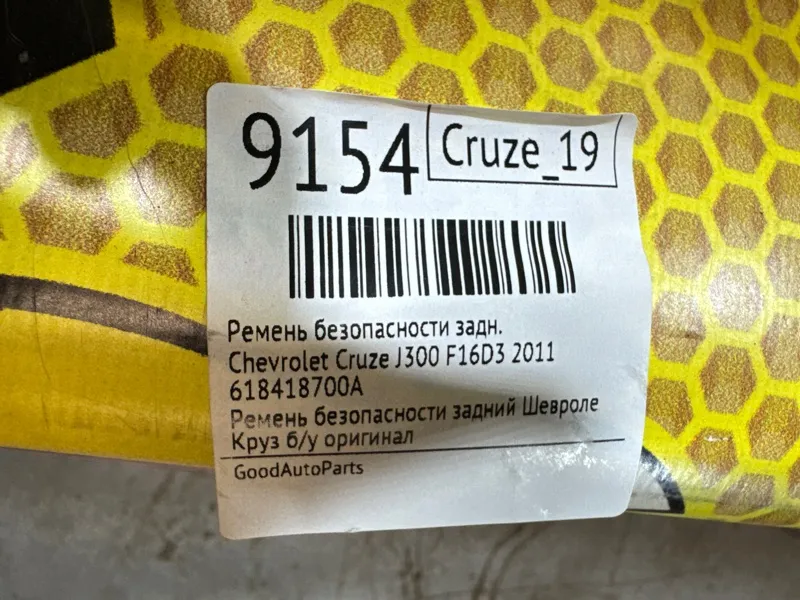 9154
Cruze_19
Ремень безопасности задн.
Chevrolet Cruze J300 F16D3 2011
618418700A
Ремень безопасности задний Шевроле
Круз б/у оригинал
GoodAutoParts